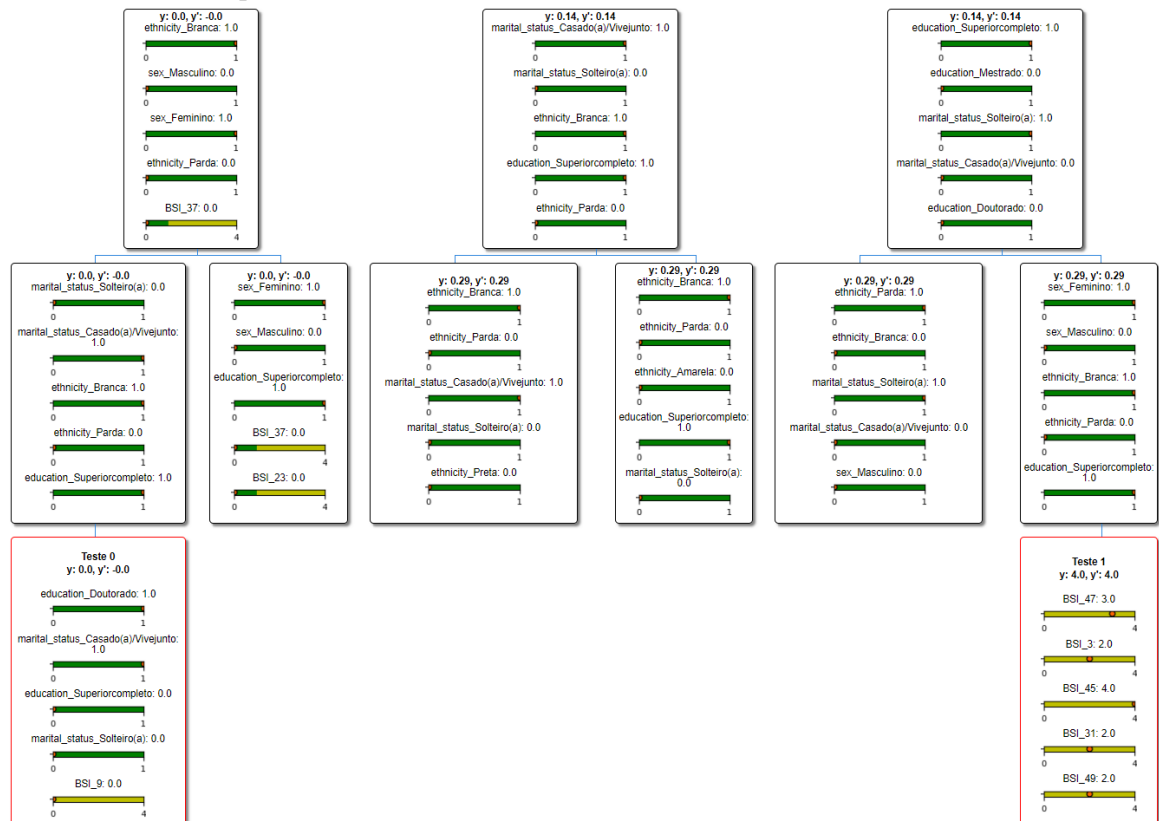 y: 0.0, y': -0.0
ethnicity_Branca: 1.0
0 1
sex_Masculino: 0.0
0 1
sex_Feminino: 1.0
0 1
ethnicity_Parda: 0.0
0 1
BSI_37: 0.0
0 4
y: 0.14, y': 0.14
marital_status_Casado(a)/Vivejunto: 1.0
0 1
marital_status_Solteiro(a): 0.0
0 1
ethnicity_Branca: 1.0
0 1
education_Superiorcompleto: 1.0
0 1
ethnicity_Parda: 0.0
0 1
y: 0.14, y': 0.14
education_Superiorcompleto: 1.0
0 1
education_Mestrado: 0.0
0 1
marital_status_Solteiro(a): 1.0
0 1
marital_status_Casado(a)/Vivejunto: 0.0
0 1
education_Doutorado: 0.0
0 1
y: 0.0, y': -0.0
marital_status_Solteiro(a): 0.0
0 1
marital_status_Casado(a)/Vivejunto:
1.0
0 1
ethnicity_Branca: 1.0
0 1
ethnicity_Parda: 0.0
0 1
education_Superiorcompleto: 1.0
0 1
y: 0.0, y': -0.0
sex_Feminino: 1.0
0 1
sex_Masculino: 0.0
0 1
education_Superiorcompleto:
1.0
0 1
BSI_37: 0.0
0 4
BSI_23: 0.0
0 4
y: 0.29, y': 0.29
ethnicity_Branca: 1.0
0 1
ethnicity_Parda: 0.0
0 1
marital_status_Casado(a)/Vivejunto: 1.0
0 1
marital_status_Solteiro(a): 0.0
0 1
ethnicity_Preta: 0.0
0 1
y: 0.29, y': 0.29
ethnicity_Branca: 1.0
0 1
ethnicity_Parda: 0.0
0 1
ethnicity_Amarela: 0.0
0 1
education_Superiorcompleto:
1.0
0 1
marital_status_Solteiro(a):
0.0
0 1
y: 0.29, y': 0.29
ethnicity_Parda: 1.0
0 1
ethnicity_Branca: 0.0
0 1
marital_status_Solteiro(a): 1.0
0 1
marital_status_Casado(a)/Vivejunto: 0.0
0 1
sex_Masculino: 0.0
0 1
y: 0.29, y': 0.29
sex_Feminino: 1.0
0 1
sex_Masculino: 0.0
0 1
ethnicity_Branca: 1.0
0 1
ethnicity_Parda: 0.0
0 1
education_Superiorcompleto:
1.0
0 1
Teste 0
y: 0.0, y': -0.0
education_Doutorado: 1.0
0 1
marital_status_Casado(a)/Vivejunto:
1.0
0 1
education_Superiorcompleto: 0.0
0 1
marital_status_Solteiro(a): 0.0
0 1
BSI_9: 0.0
0 4
Teste 1
y: 4.0, y': 4.0
BSI_47: 3.0
0 4
BSI_3: 2.0
0 4
BSI_45: 4.0
0 4
BSI_31: 2.0
0 4
BSI_49: 2.0
0 4